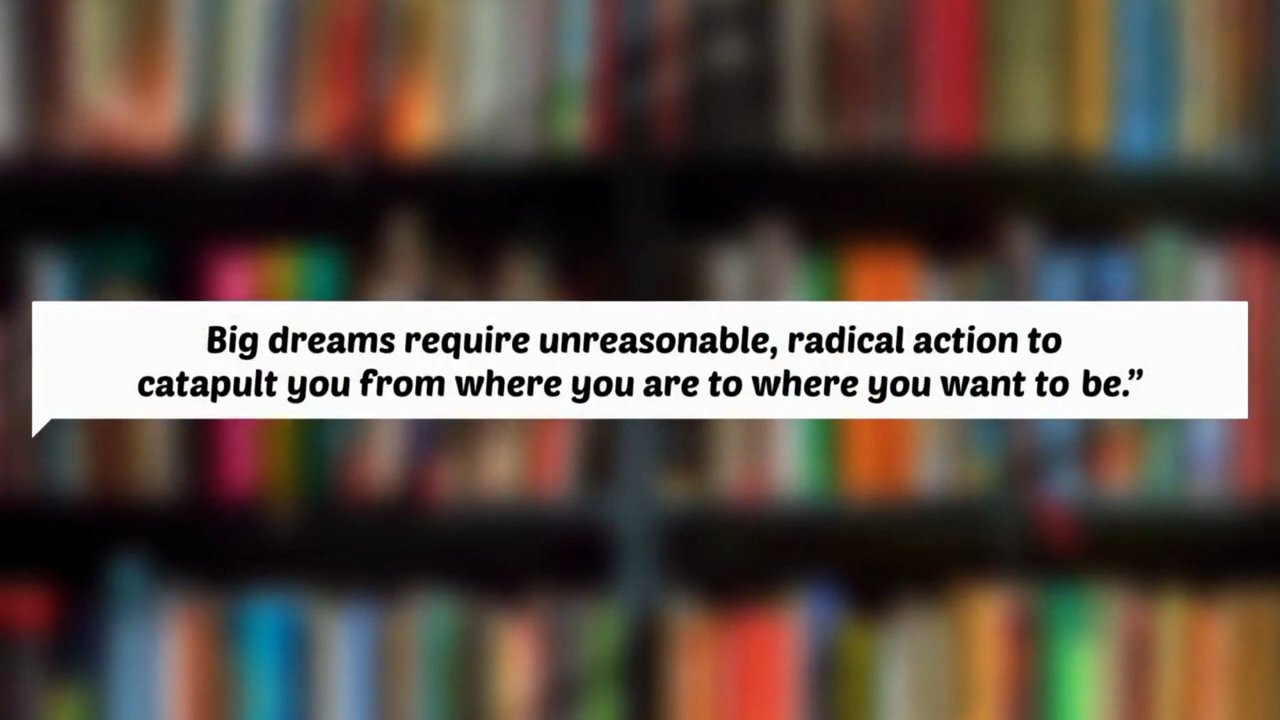 Big dreams require unreasonable, radical action to
catapult you from where you are to where you want to be.”